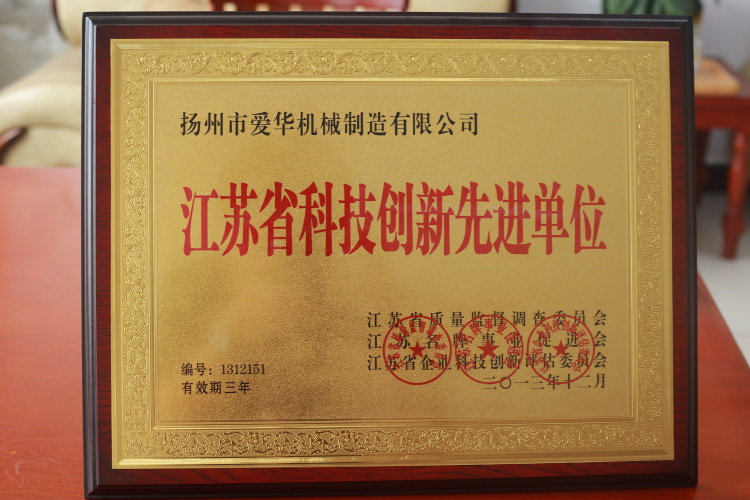 扬州市爱华机械制造有限公司
江苏省科技创新先进单位
江苏省质量监督调查委员会
江苏名牌事业促进会
江苏省企业科技创新评估委员会
二〇一三年十二月
编号：1312151
有效期三年